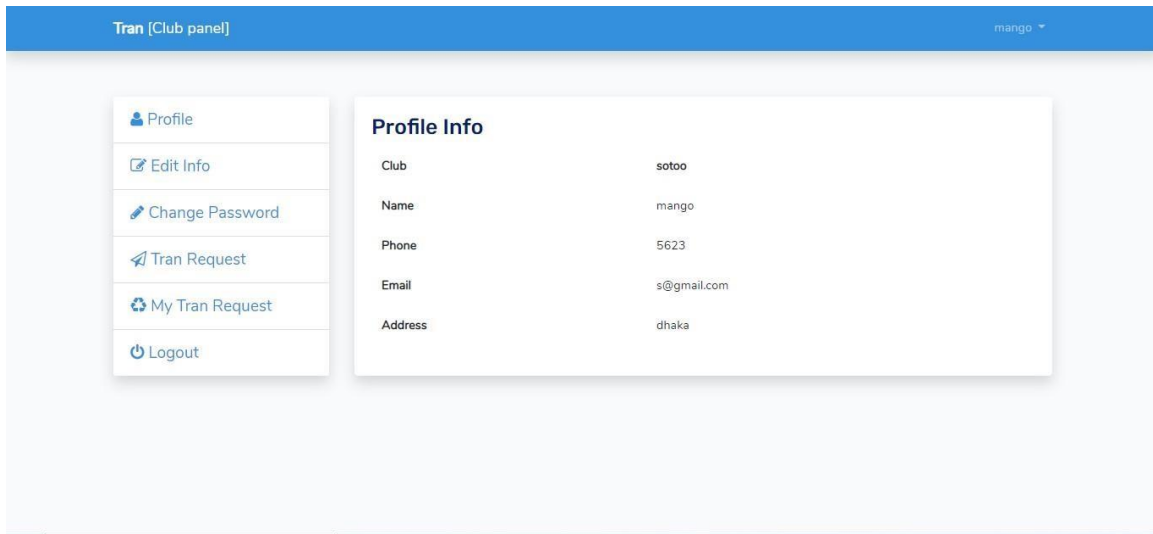 Tran [Club panel]
mango
Profile
Edit Info
Change Password
Tran Request
My Tran Request
Logout
Profile Info
Club sotoo
Name mango
Phone 5623
Email s@gmail.com
Address dhaka